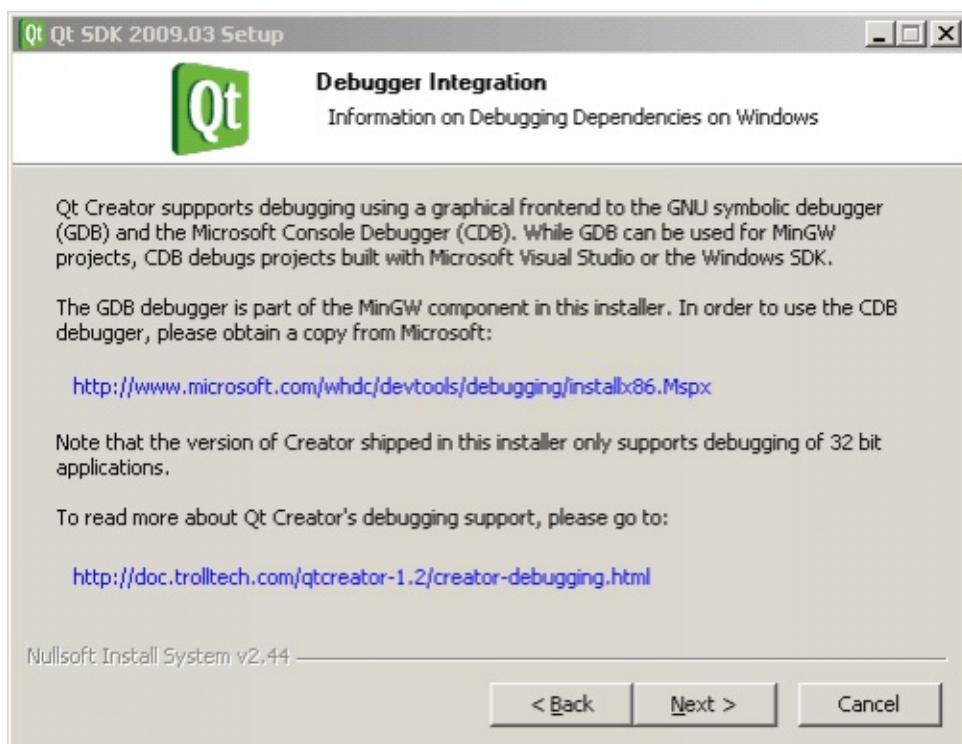 Qt Qt SDK 2009.03 Setup
Qt
Debugger Integration
Information on Debugging Dependencies on Windows
Qt Creator suppports debugging using a graphical frontend to the GNU symbolic debugger
(GDB) and the Microsoft Console Debugger (CDB). While GDB can be used for MinGW
projects, CDB debugs projects built with Microsoft Visual Studio or the Windows SDK.
The GDB debugger is part of the MinGW component in this installer. In order to use the CDB
debugger, please obtain a copy from Microsoft:
http://www.microsoft.com/whdc/devtools/debugging/installx86.Mspx
Note that the version of Creator shipped in this installer only supports debugging of 32 bit
applications.
To read more about Qt Creator's debugging support, please go to:
http://doc.trolltech.com/qtcreator-1.2/creator-debugging.html
Nullsoft Install System v2.44
< Back Next > Cancel